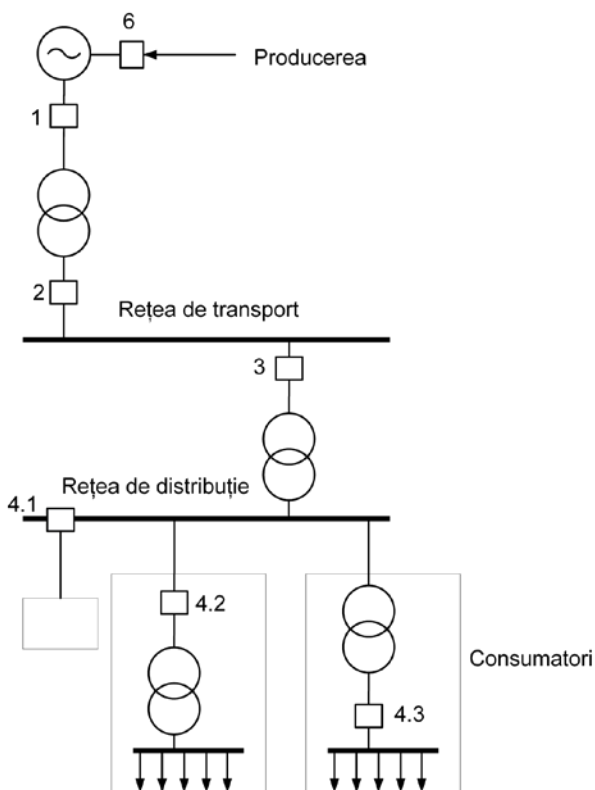 6
Producerea
1
2
Rețea de transport
3
Rețea de distribuție
4.1
4.2
4.3
Consumatori